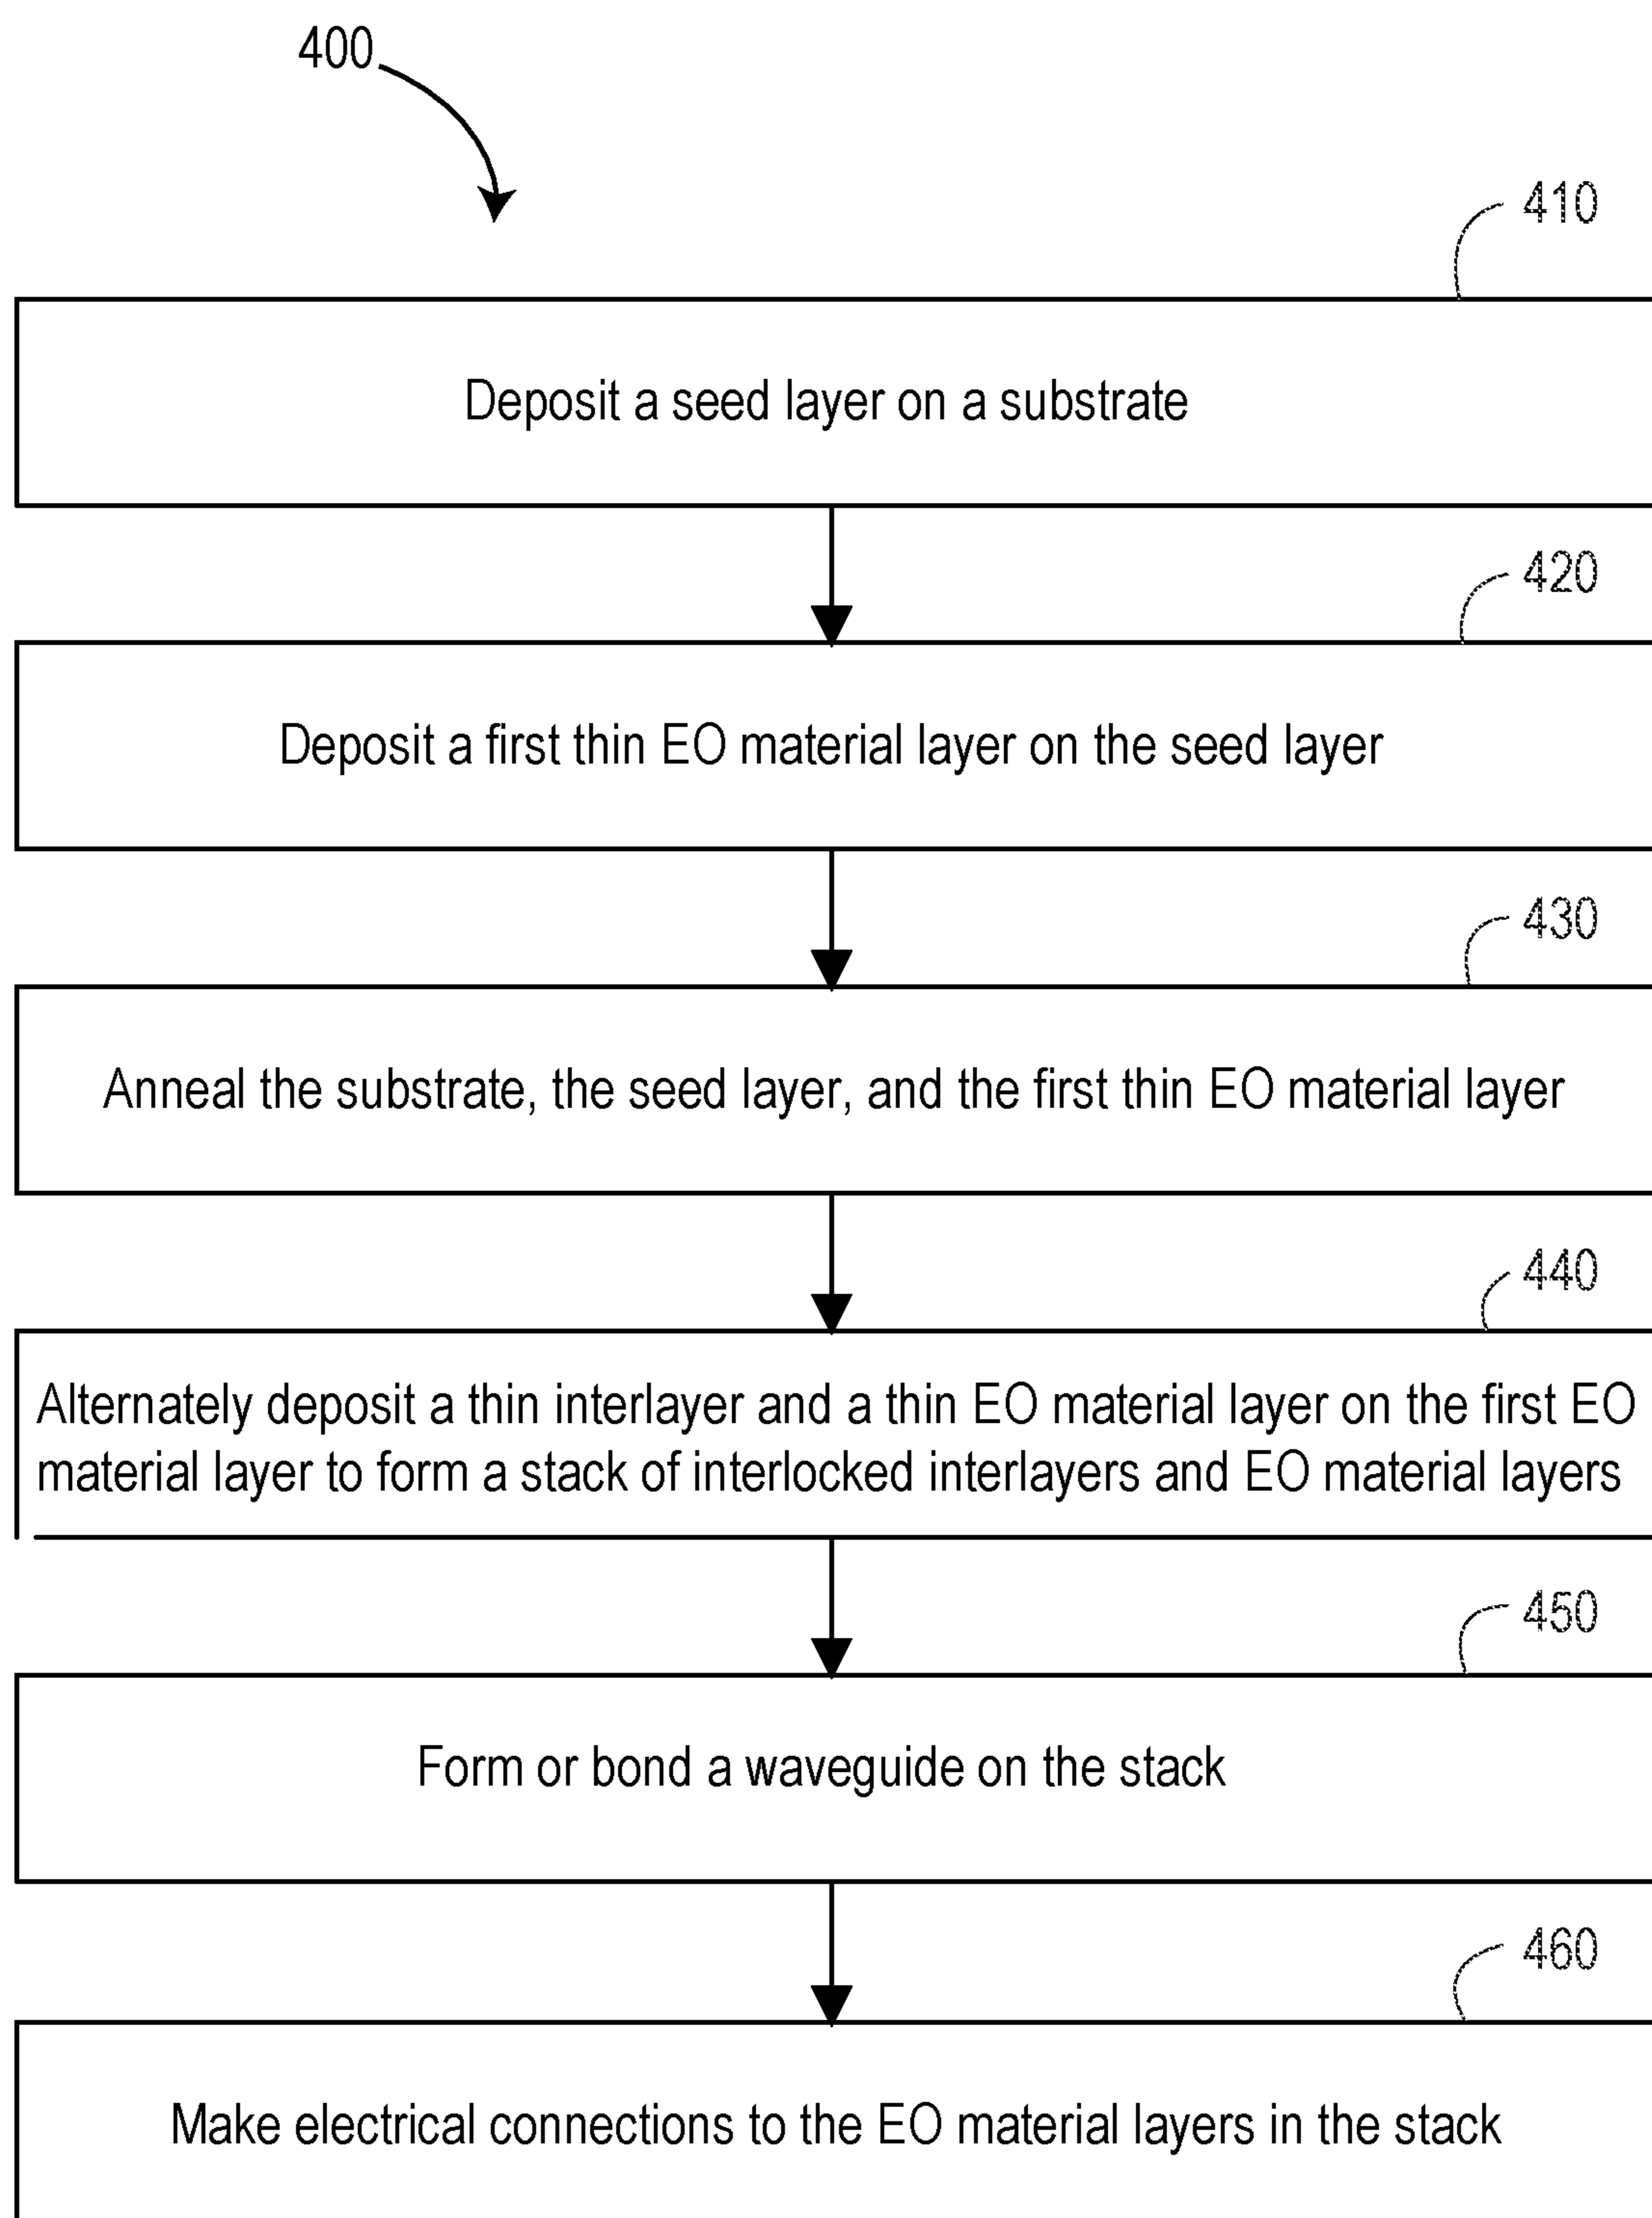 400
410
Deposit a seed layer on a substrate
420
Deposit a first thin EO material layer on the seed layer
430
Anneal the substrate, the seed layer, and the first thin EO material layer
440
Alternately deposit a thin interlayer and a thin EO material layer on the first EO
material layer to form a stack of interlocked interlayers and EO material layers
450
Form or bond a waveguide on the stack
460
Make electrical connections to the EO material layers in the stack